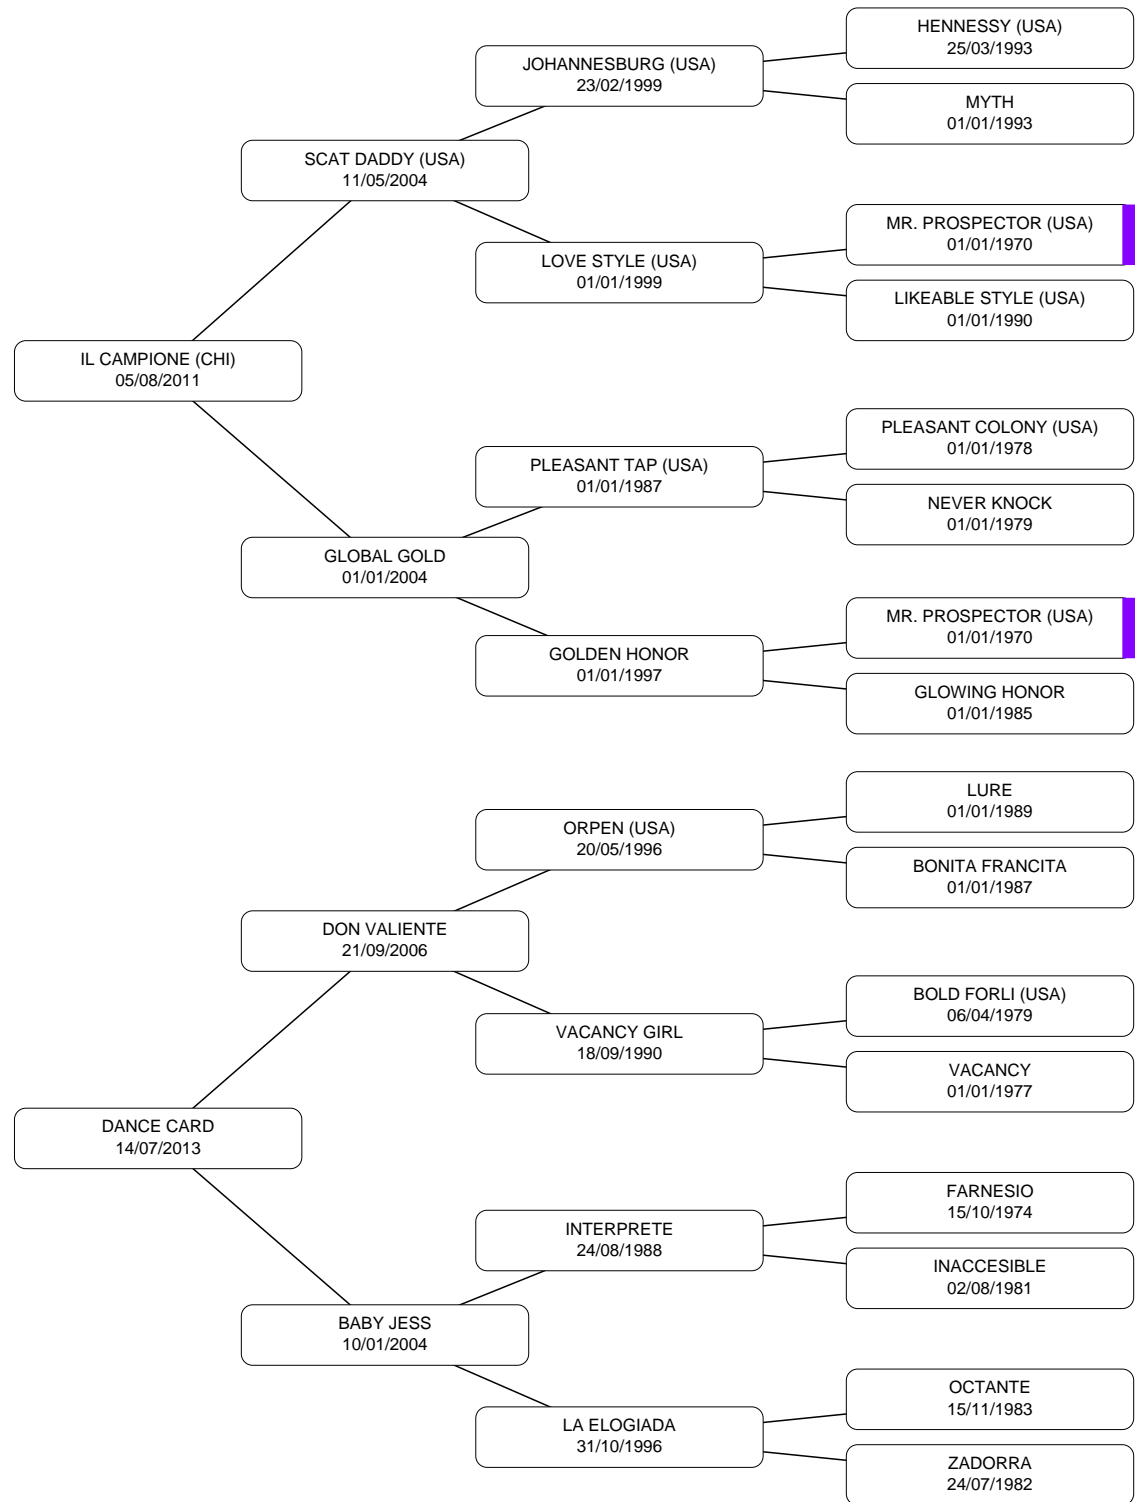 HENNESSY (USA)
25/03/1993
JOHANNESBURG (USA)
23/02/1999
MYTH
01/01/1993
SCAT DADDY (USA)
11/05/2004
MR. PROSPECTOR (USA)
01/01/1970
LOVE STYLE (USA)
01/01/1999
LIKEABLE STYLE (USA)
01/01/1990
IL CAMPIONE (CHI)
05/08/2011
PLEASANT COLONY (USA)
01/01/1978
PLEASANT TAP (USA)
01/01/1987
NEVER KNOCK
01/01/1979
GLOBAL GOLD
01/01/2004
MR. PROSPECTOR (USA)
01/01/1970
GOLDEN HONOR
01/01/1997
GLOWING HONOR
01/01/1985
LURE
01/01/1989
ORPEN (USA)
20/05/1996
BONITA FRANCITA
01/01/1987
DON VALIENTE
21/09/2006
BOLD FORLI (USA)
06/04/1979
VACANCY GIRL
18/09/1990
VACANCY
01/01/1977
DANCE CARD
14/07/2013
FARNESIO
15/10/1974
INTERPRETE
24/08/1988
INACCESIBLE
02/08/1981
BABY JESS
10/01/2004
OCTANTE
15/11/1983
LA ELOGIADA
31/10/1996
ZADORRA
24/07/1982